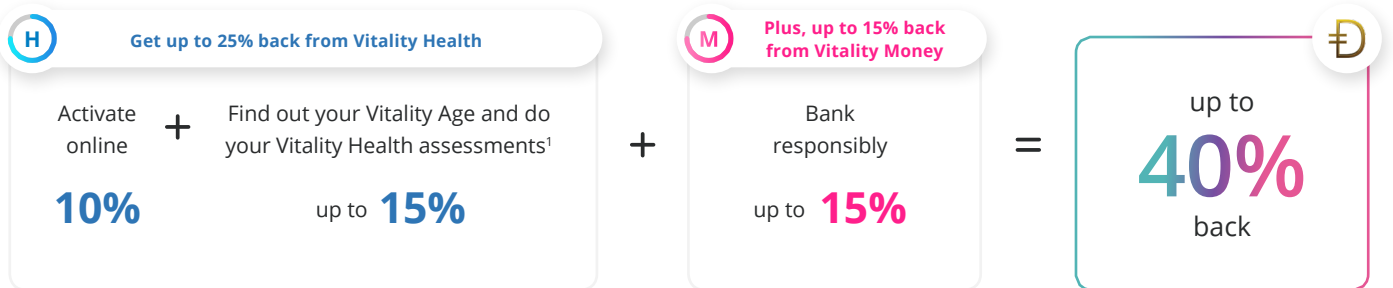 H
Get up to 25% back from Vitality Health
Activate
online
10%
+
Find out your Vitality Age and do
your Vitality Health assessments¹
up to 15%
+
M
Plus, up to 15% back
from Vitality Money
Bank
responsibly
up to 15%
=
D
up to
40%
back